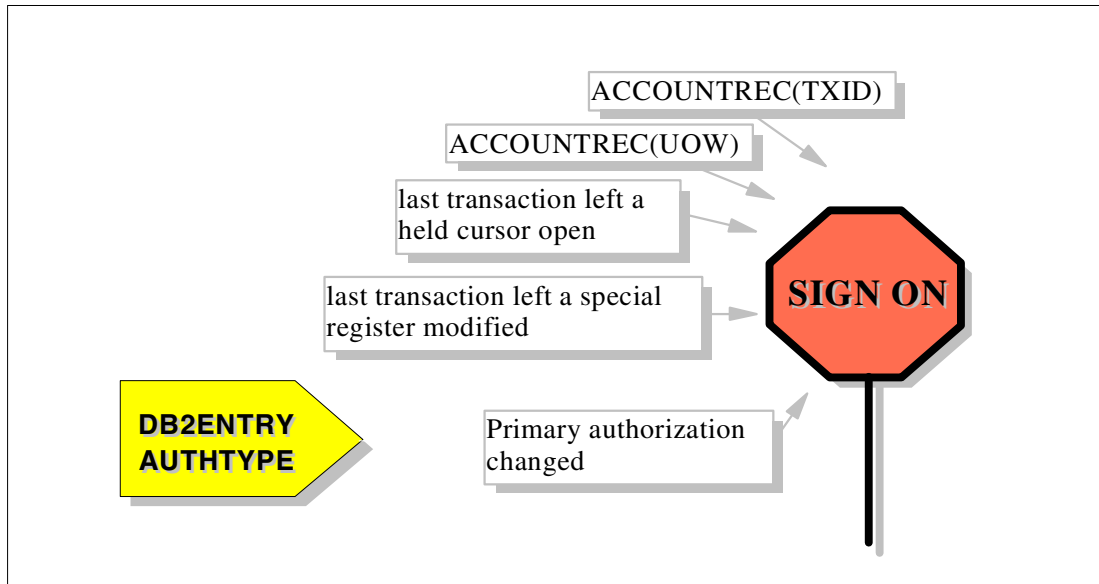 ACCOUNTREC(TXID)
ACCOUNTREC(UOW)
last transaction left a
held cursor open
SIGN ON
last transaction left a special
register modified
DB2ENTRY
AUTHTYPE
Primary authorization
changed